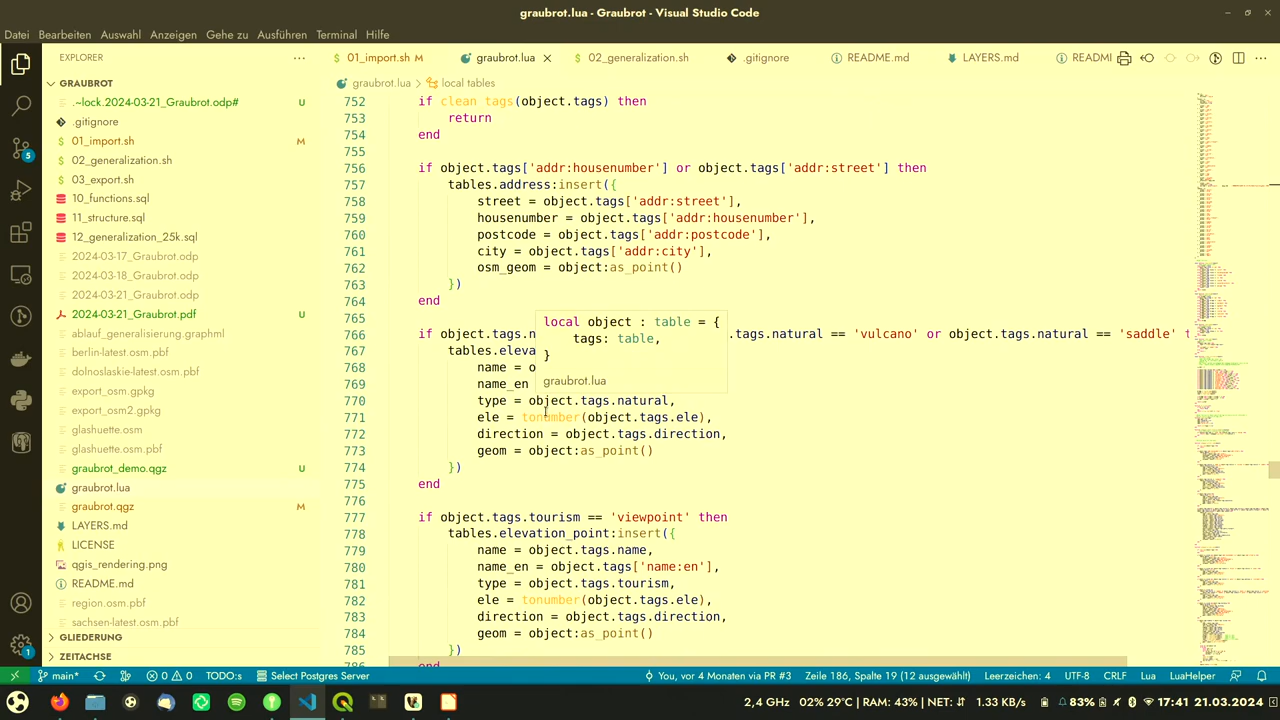 graubrot.lua - Graubrot - Visual Studio Code
Datei Bearbeiten Auswahl Anzeigen Gehe zu Ausführen Terminal Hilfe
EXPLORER
01_import.sh M graubrot.lua 02_generalization.sh .gitignore README.md LAYERS.md READMI
GRAUBROT
graubrot.lua > local tables
.~lock.2024-03-21_Graubrot.odp# U
.gitignore
01_import.sh M
02_generalization.sh
03_export.sh
10_functions.sql
11_structure.sql
12_generalization_25k.sql
2024-03-17_Graubrot.odp
2024-03-18_Graubrot.odp
2024-03-21_Graubrot.odp
2024-03-21_Graubrot.pdf U
ablauf_generalisierung.graphml
berlin-latest.osm.pbf
dolnoslaskie-latest.osm.pbf
export_osm.gpkg
export_osm2.gpkg
glashuette.osm
glashuette.osm.pbf
graubrot_demo.qgz U
graubrot.lua
graubrot.qgz M
LAYERS.md
LICENSE
qgis_rendering.png
README.md
region.osm.pbf
sachsen-latest.osm.pbf
GLIEDERUNG
ZEITACHSE
752 if clean_tags(object.tags) then
753 return
754 end
755
756 if object.tags['addr:housenumber'] or object.tags['addr:street'] then
757 tables.address:insert({
758 street = object.tags['addr:street'],
759 housenumber = object.tags['addr:housenumber'],
760 postcode = object.tags['addr:postcode'],
761 city = object.tags['addr:city'],
762 osm_geom = object:as_point()
763 })
764 end
765
766 if object. .tags.natural == 'vulcano' or object.tags.natural == 'saddle' t
767 tables.eleva
768 name = o
769 name_en
770 type = object.tags.natural,
771 ele = tonumber(object.tags.ele),
772 direction = object.tags.direction,
773 geom = object:as_point()
774 })
775 end
776
777 if object.tags.tourism == 'viewpoint' then
778 tables.elevation_point:insert({
779 name = object.tags.name,
780 name_en = object.tags['name:en'],
781 type = object.tags.tourism,
782 ele = tonumber(object.tags.ele),
783 direction = object.tags.direction,
784 geom = object:as_point()
785 })
786 end
local object : table = {
tags: table,
}
graubrot.lua
5
1
main* 0 0 TODO:s Select Postgres Server You, vor 4 Monaten via PR #3 Zeile 186, Spalte 19 (12 ausgewählt) Leerzeichen: 4 UTF-8 CRLF Lua LuaHelper
2,4 GHz 02% 29°C | RAM: 43% | NET: 1.33 KB/s 83% 17:41 21.03.2024